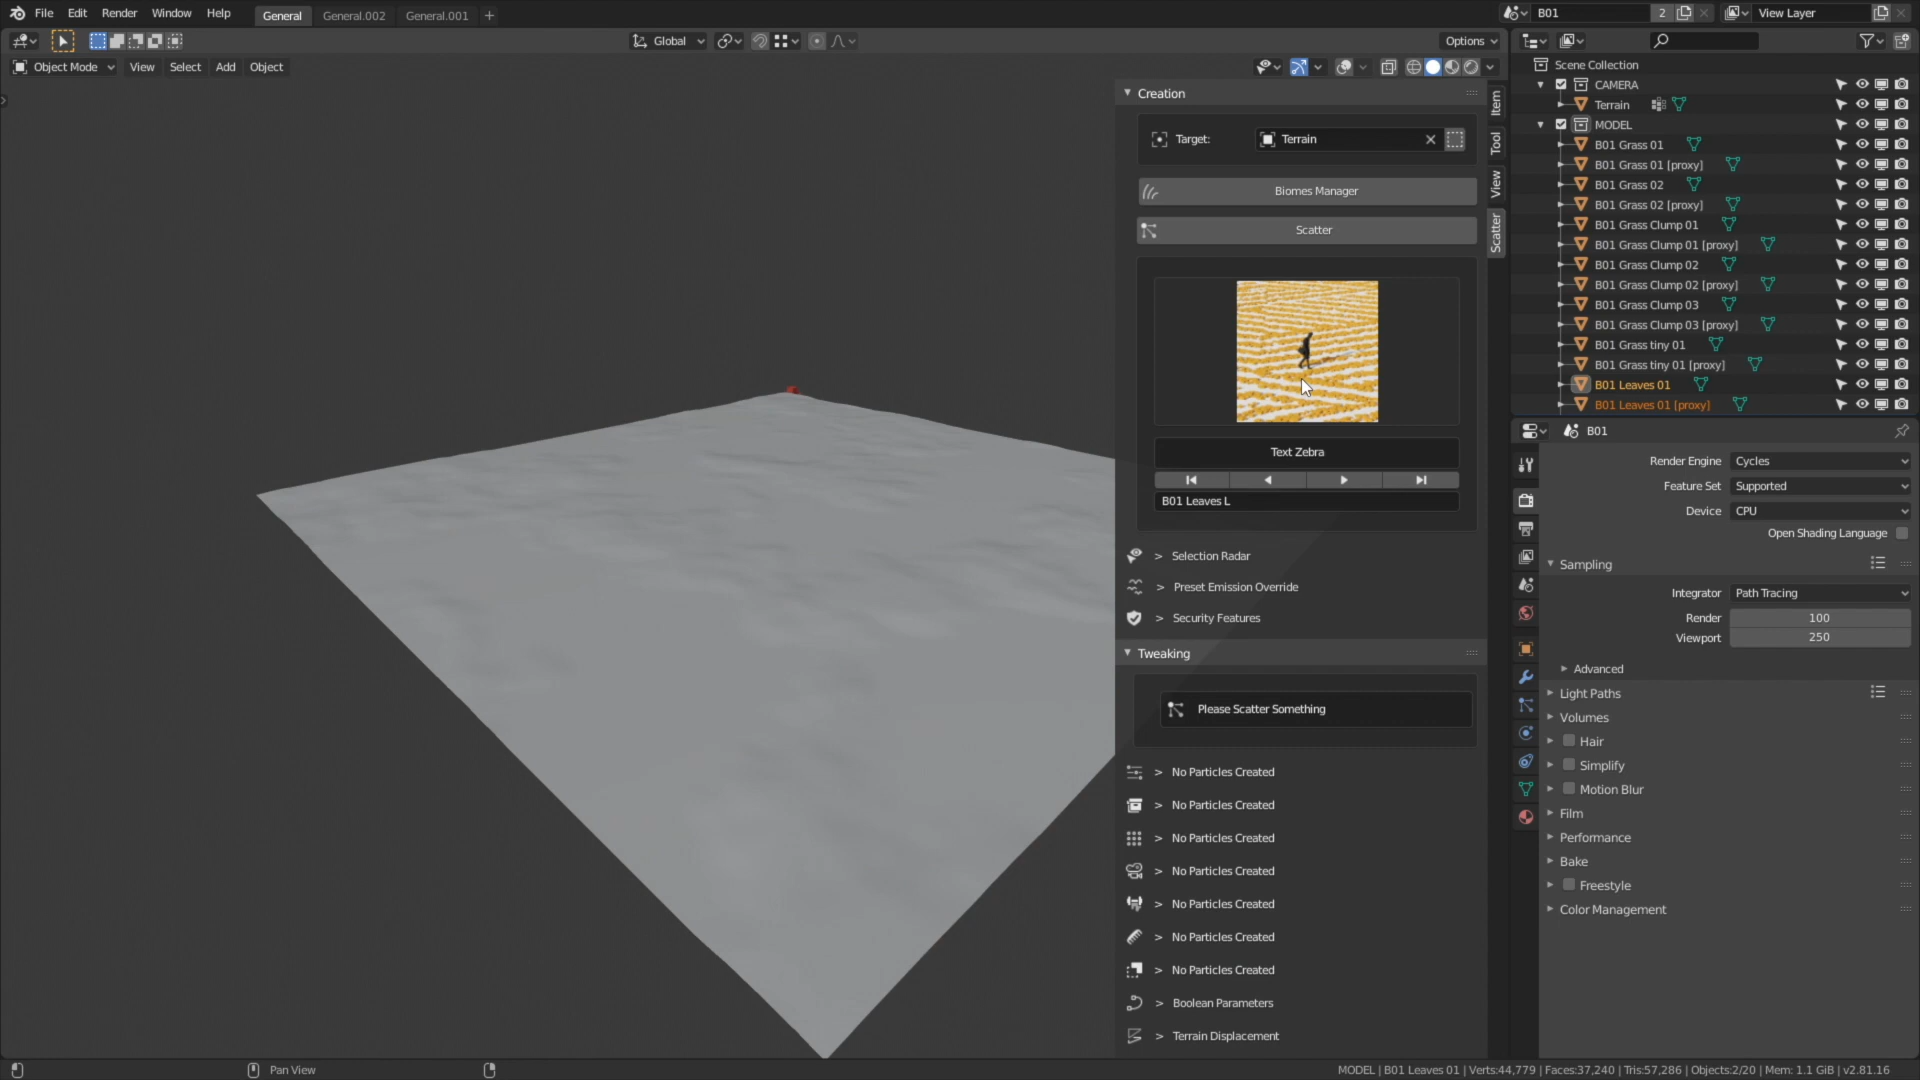 File Edit Render Window Help General General.002 General.001 + B01 2 View Layer
Global Options
Object Mode View Select Add Object
Creation
Target: Terrain
Biomes Manager
Scatter
Text Zebra
B01 Leaves L
> Selection Radar
> Preset Emission Override
> Security Features
Tweaking
Please Scatter Something
> No Particles Created
> No Particles Created
> No Particles Created
> No Particles Created
> No Particles Created
> No Particles Created
> No Particles Created
> Boolean Parameters
> Terrain Displacement
Item
Tool
View
Scatter
Scene Collection
CAMERA
Terrain
MODEL
B01 Grass 01
B01 Grass 01 [proxy]
B01 Grass 02
B01 Grass 02 [proxy]
B01 Grass Clump 01
B01 Grass Clump 01 [proxy]
B01 Grass Clump 02
B01 Grass Clump 02 [proxy]
B01 Grass Clump 03
B01 Grass Clump 03 [proxy]
B01 Grass tiny 01
B01 Grass tiny 01 [proxy]
B01 Leaves 01
B01 Leaves 01 [proxy]
B01
Render Engine Cycles
Feature Set Supported
Device CPU
Open Shading Language
Sampling
Integrator Path Tracing
Render 100
Viewport 250
Advanced
Light Paths
Volumes
Hair
Simplify
Motion Blur
Film
Performance
Bake
Freestyle
Color Management
Pan View
MODEL | B01 Leaves 01 | Verts:44,779 | Faces:37,240 | Tris:57,286 | Objects:2/20 | Mem: 1.1 GiB | v2.81.16